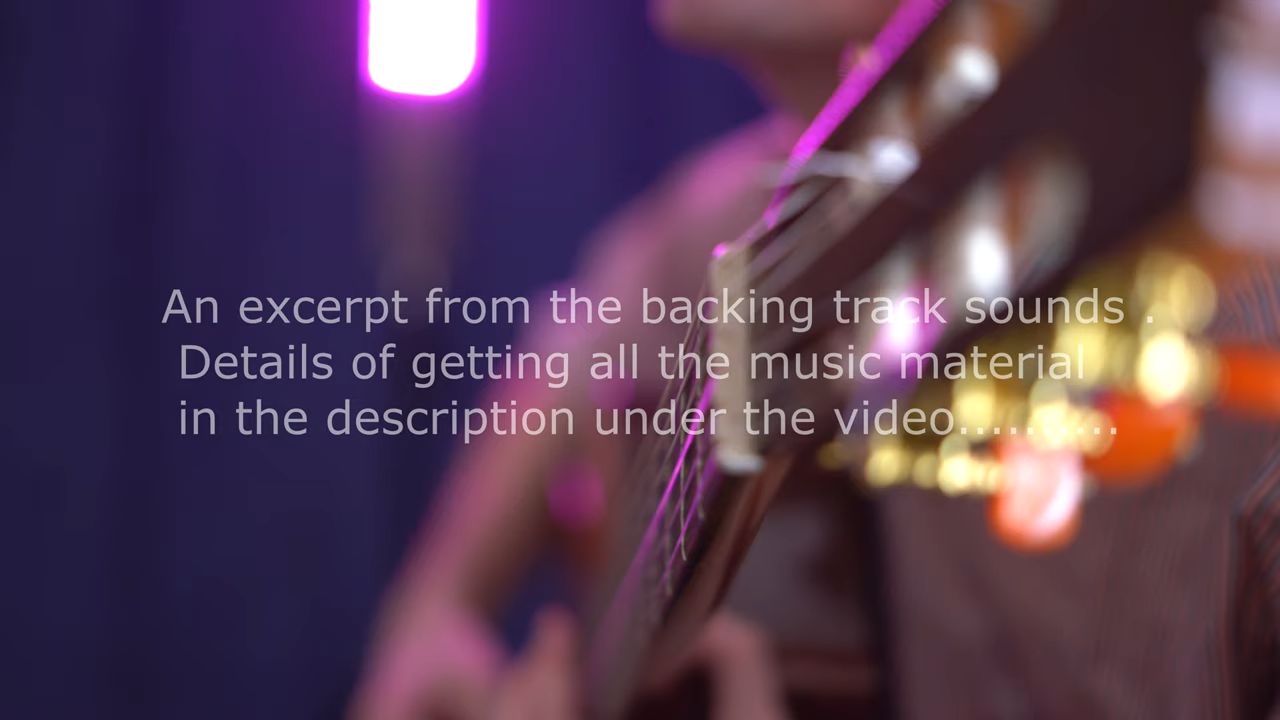 An excerpt from the backing track sounds .
Details of getting all the music material
in the description under the video..........